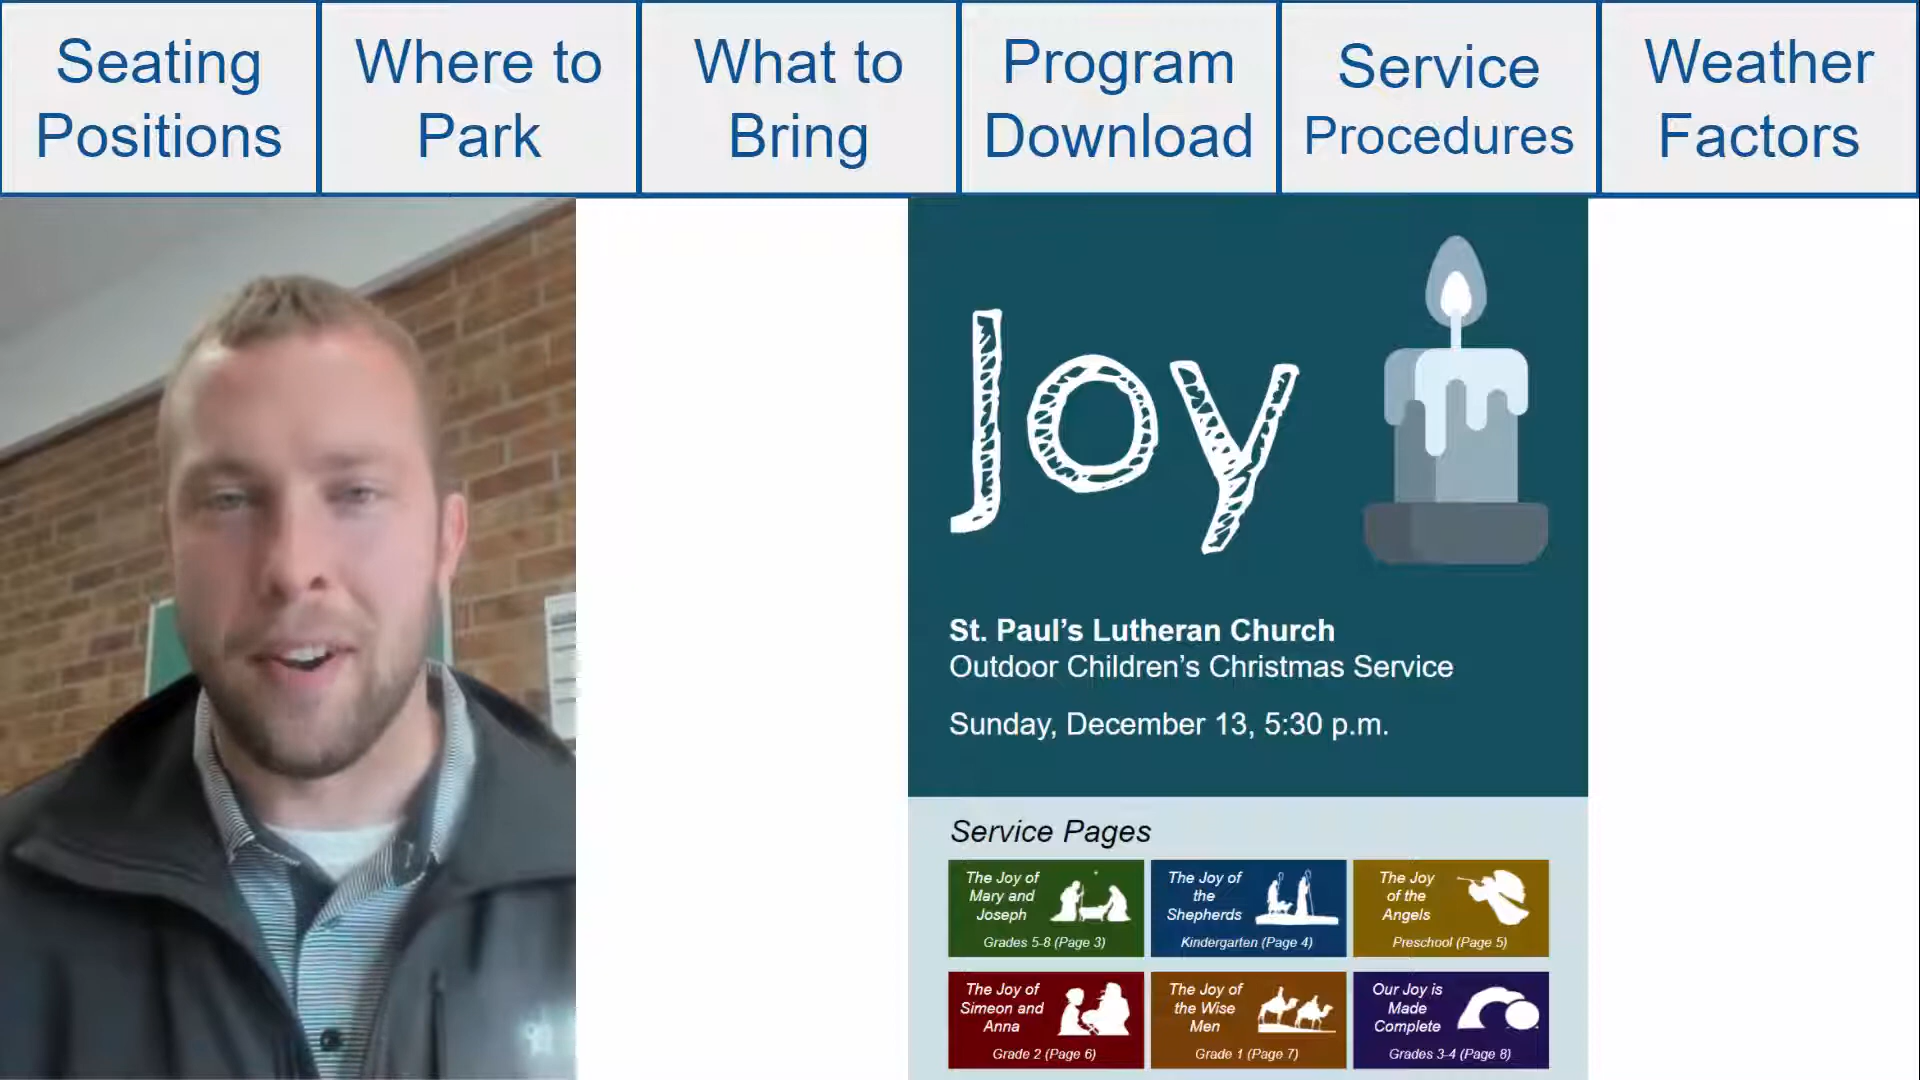 Seating
Positions
Where to
Park
What to
Bring
Program
Download
Service
Procedures
Weather
Factors
Joy
St. Paul’s Lutheran Church
Outdoor Children’s Christmas Service
Sunday, December 13, 5:30 p.m.
Service Pages
The Joy of
Mary and
Joseph
Grades 5-8 (Page 3)
The Joy of
the
Shepherds
Kindergarten (Page 4)
The Joy
of the
Angels
Preschool (Page 5)
The Joy of
Simeon and
Anna
Grade 2 (Page 6)
The Joy of
the Wise
Men
Grade 1 (Page 7)
Our Joy is
Made
Complete
Grades 3-4 (Page 8)